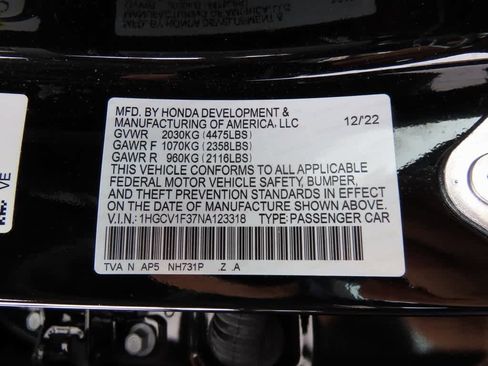 MFD. BY HONDA DEVELOPMENT &
MANUFACTURING OF AMERICA, LLC 12/'22
GVWR 2030KG (4475LBS)
GAWR F 1070KG (2358LBS)
GAWR R 960KG (2116LBS)
THIS VEHICLE CONFORMS TO ALL APPLICABLE
FEDERAL MOTOR VEHICLE SAFETY, BUMPER,
AND THEFT PREVENTION STANDARDS IN EFFECT
ON THE DATE OF MANUFACTURE SHOWN ABOVE.
V.I.N.: 1HGCV1F37NA123318 TYPE: PASSENGER CAR
TVA N AP5 NH731P .Z .A
VE